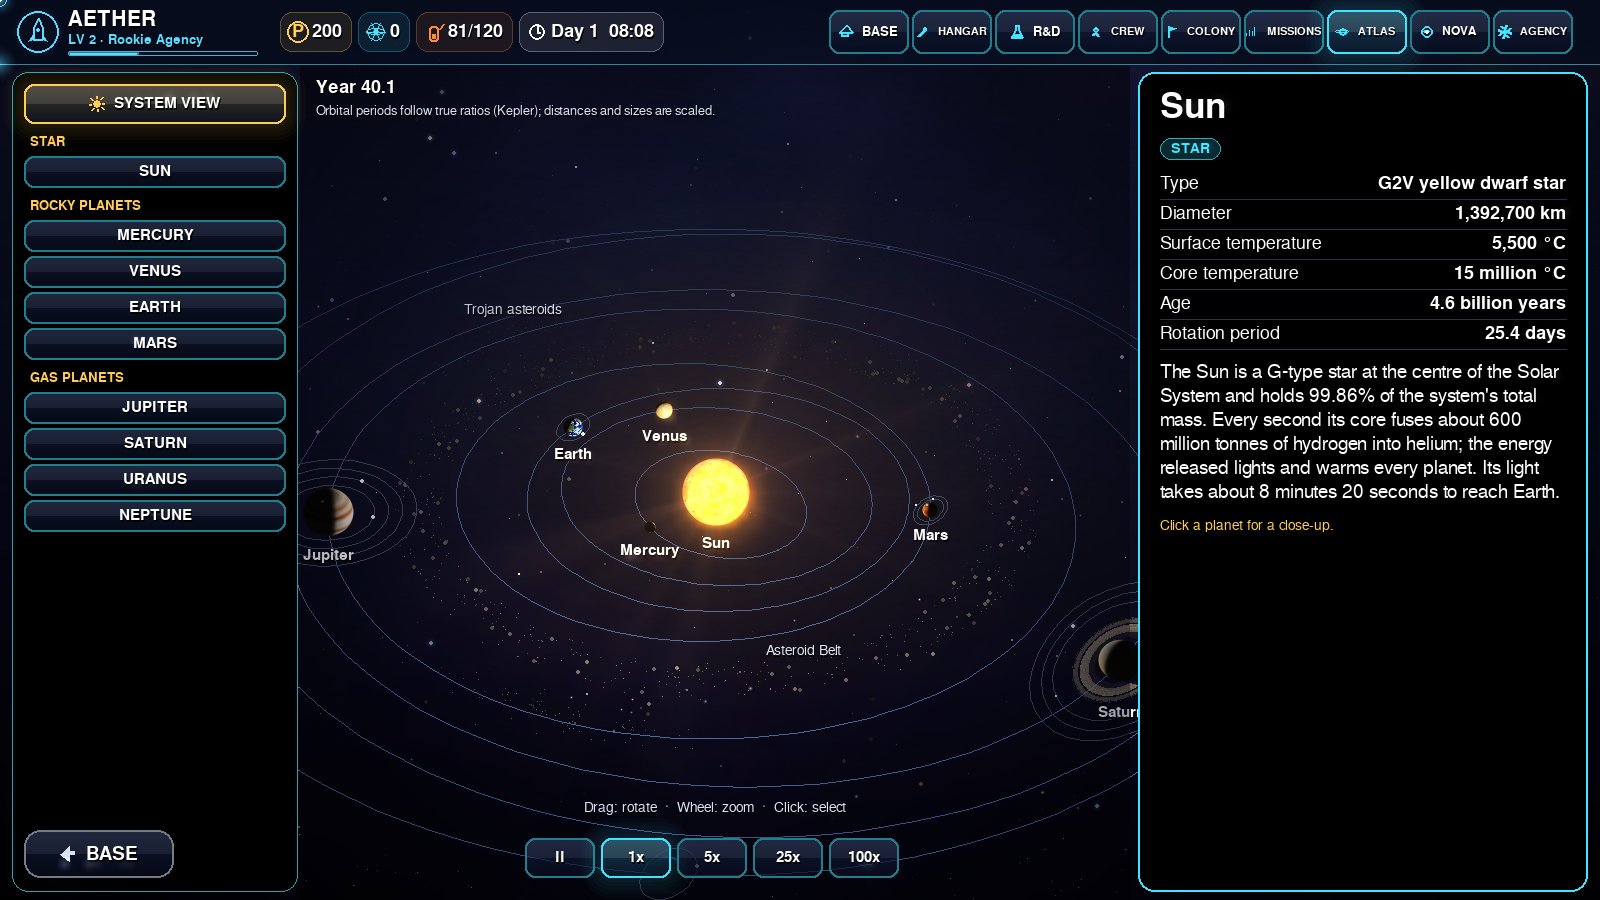 AETHER
LV 2 · Rookie Agency
200
0
81/120
Day 1 08:08
BASE
HANGAR
R&D
CREW
COLONY
MISSIONS
ATLAS
NOVA
AGENCY
SYSTEM VIEW
STAR
SUN
ROCKY PLANETS
MERCURY
VENUS
EARTH
MARS
GAS PLANETS
JUPITER
SATURN
URANUS
NEPTUNE
BASE
Year 40.1
Orbital periods follow true ratios (Kepler); distances and sizes are scaled.
Trojan asteroids
Venus
Earth
Mars
Mercury
Sun
Jupiter
Asteroid Belt
Saturn
Drag: rotate · Wheel: zoom · Click: select
II
1x
5x
25x
100x
Sun
STAR
Type G2V yellow dwarf star
Diameter 1,392,700 km
Surface temperature 5,500 °C
Core temperature 15 million °C
Age 4.6 billion years
Rotation period 25.4 days
The Sun is a G-type star at the centre of the Solar
System and holds 99.86% of the system's total
mass. Every second its core fuses about 600
million tonnes of hydrogen into helium; the energy
released lights and warms every planet. Its light
takes about 8 minutes 20 seconds to reach Earth.
Click a planet for a close-up.